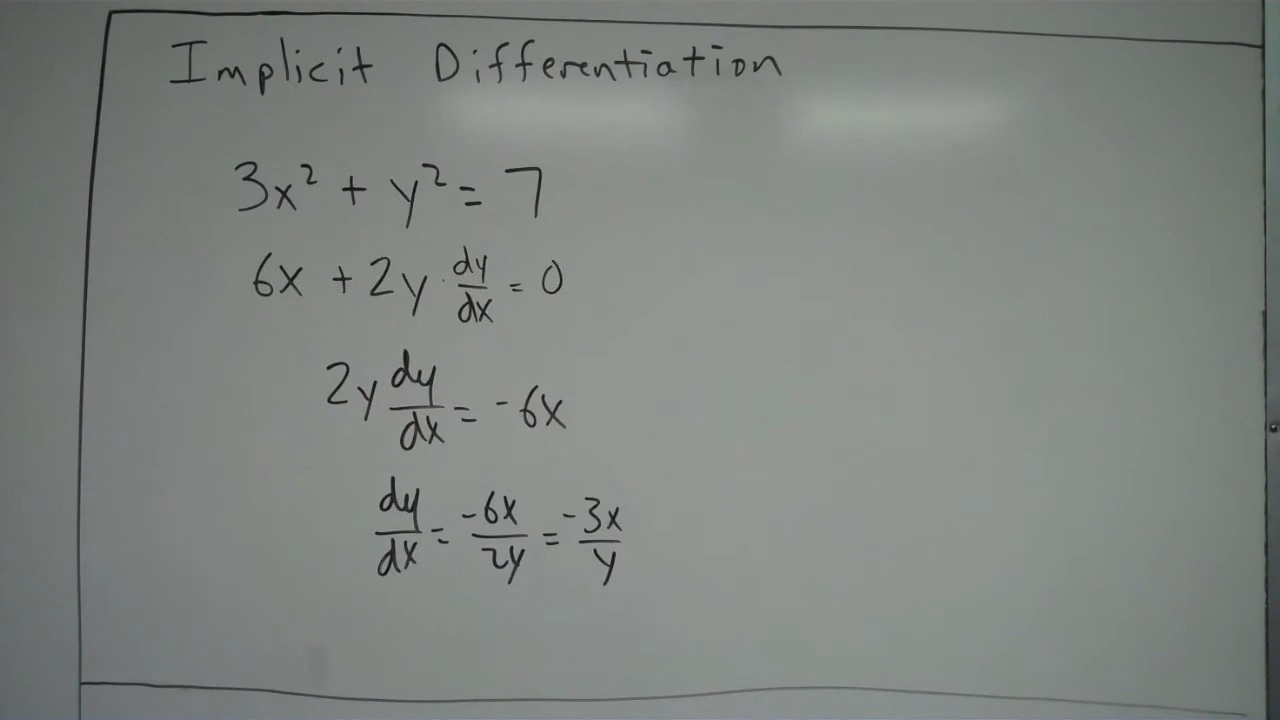 Implicit Differentiation
3x² + y² = 7
6x + 2y · dy/dx = 0
2y dy/dx = -6x
dy/dx = -6x/2y = -3x/y